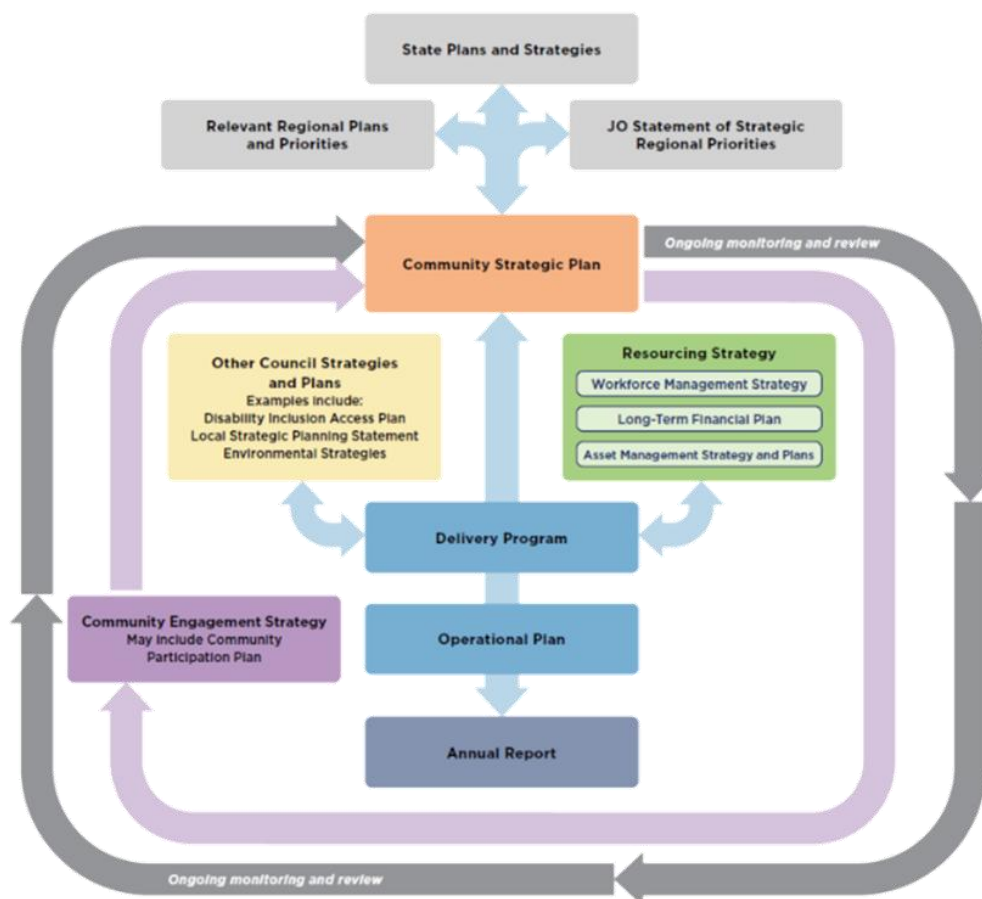 State Plans and Strategies
Relevant Regional Plans
and Priorities
JO Statement of Strategic
Regional Priorities
Community Strategic Plan
Ongoing monitoring and review
Other Council Strategies
and Plans
Examples include:
Disability Inclusion Access Plan
Local Strategic Planning Statement
Environmental Strategies
Resourcing Strategy
Workforce Management Strategy
Long-Term Financial Plan
Asset Management Strategy and Plans
Delivery Program
Community Engagement Strategy
May Include Community
Participation Plan
Operational Plan
Annual Report
Ongoing monitoring and review